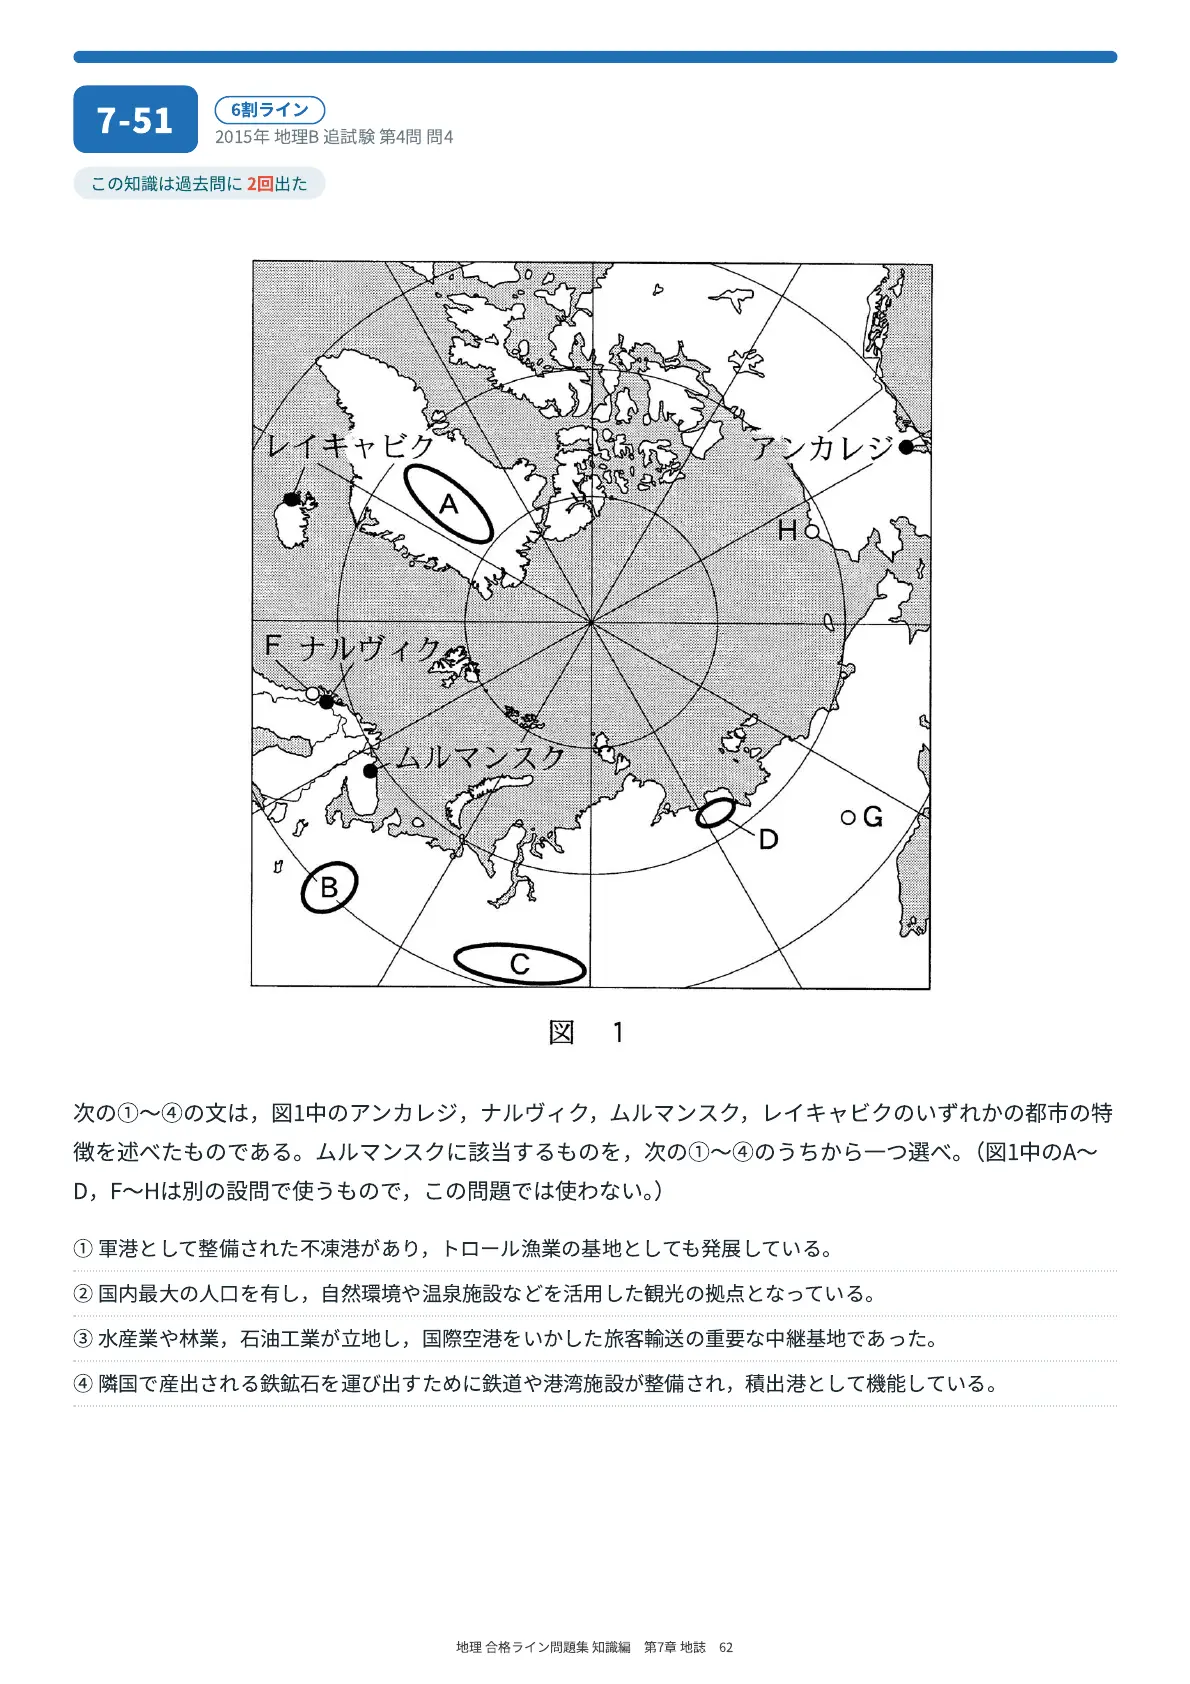 7-51
6割ライン
2015年 地理B 追試験 第4問 問4
この知識は過去問に 2回出た
レイキャビク
アンカレジ
A
H
F ナルヴィク
ムルマンスク
G
D
B
C
図 1
次の①～④の文は，図1中のアンカレジ，ナルヴィク，ムルマンスク，レイキャビクのいずれかの都市の特
徴を述べたものである。ムルマンスクに該当するものを，次の①～④のうちから一つ選べ。（図1中のA～
D，F～Hは別の設問で使うもので，この問題では使わない。）
① 軍港として整備された不凍港があり，トロール漁業の基地としても発展している。
② 国内最大の人口を有し，自然環境や温泉施設などを活用した観光の拠点となっている。
③ 水産業や林業，石油工業が立地し，国際空港をいかした旅客輸送の重要な中継基地であった。
④ 隣国で産出される鉄鉱石を運び出すために鉄道や港湾施設が整備され，積出港として機能している。
地理 合格ライン問題集 知識編 第7章 地誌 62